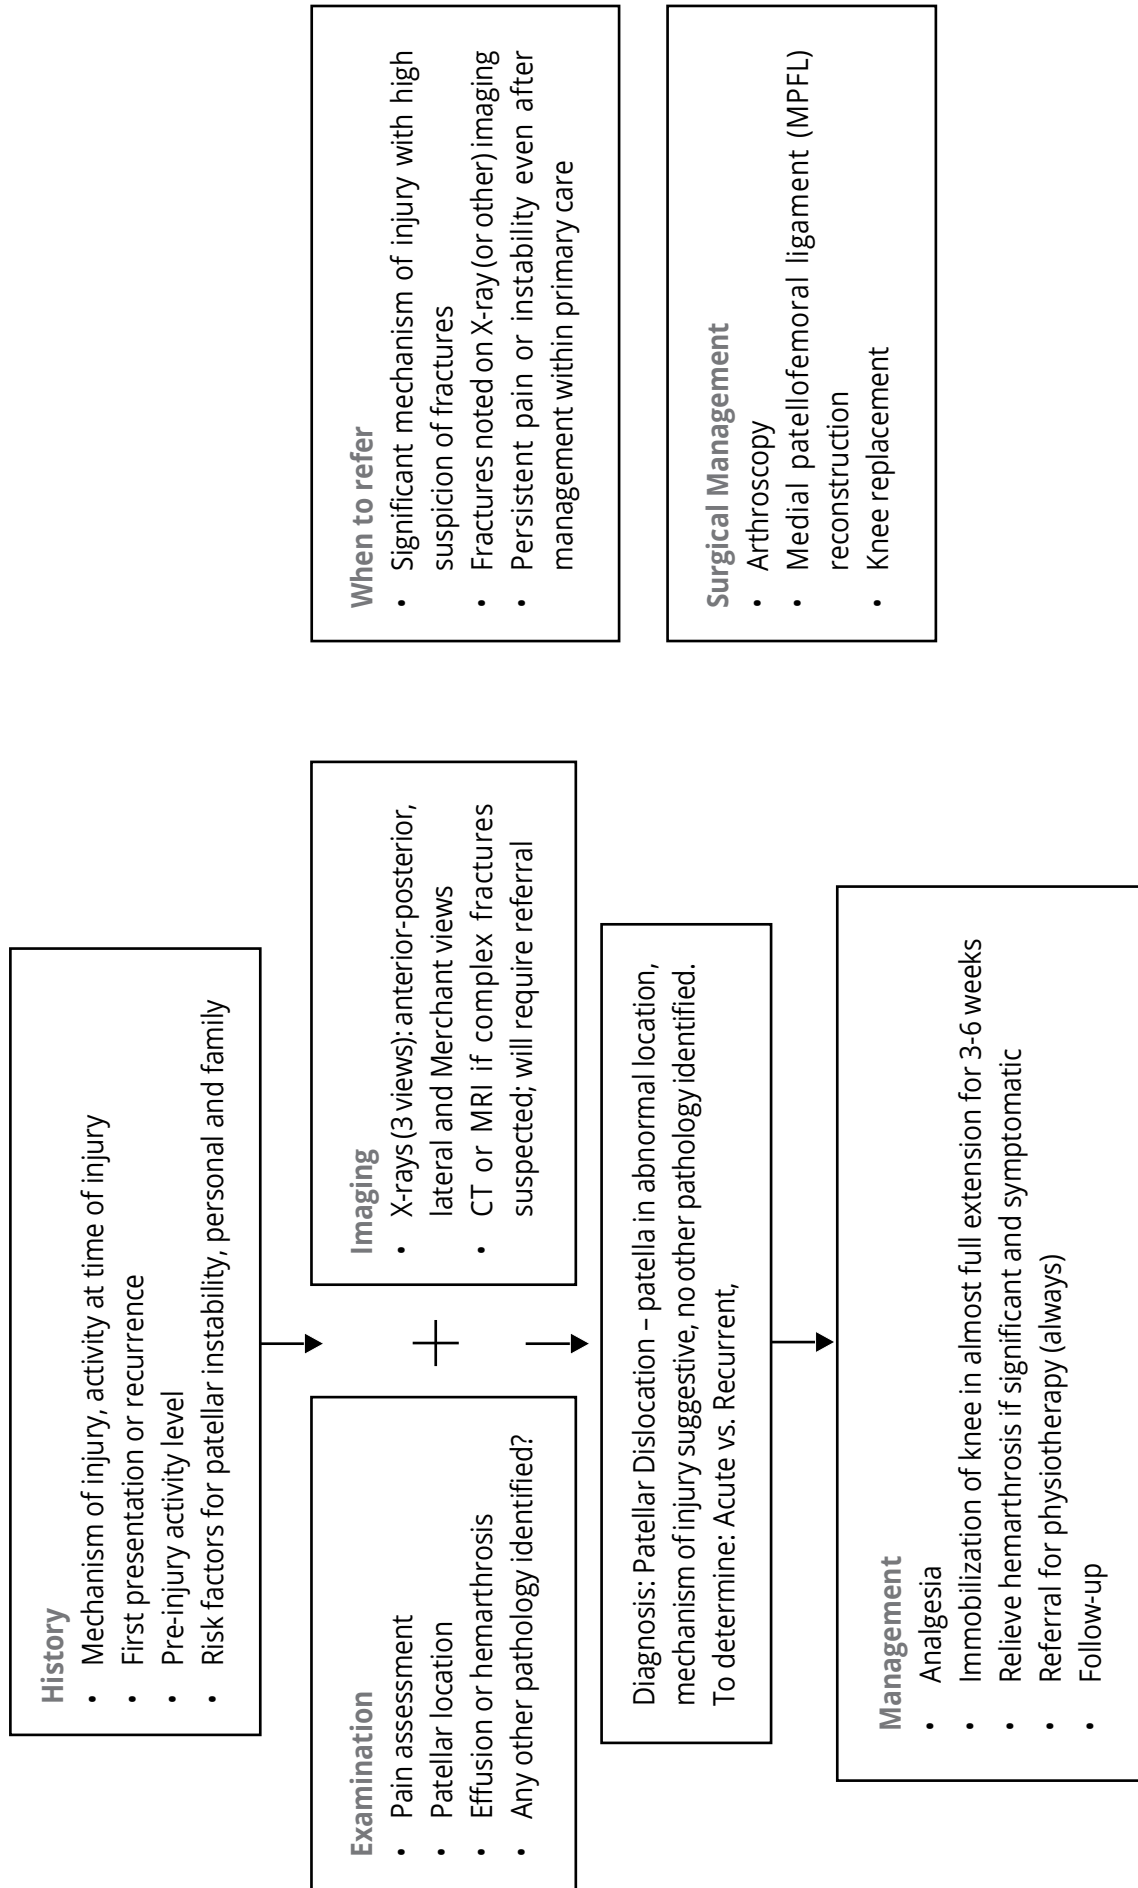 History
• Mechanism of injury, activity at time of injury
• First presentation or recurrence
• Pre-injury activity level
• Risk factors for patellar instability, personal and family
Examination
• Pain assessment
• Patellar location
• Effusion or hemarthrosis
• Any other pathology identified?
+
Imaging
• X-rays (3 views): anterior-posterior,
lateral and Merchant views
• CT or MRI if complex fractures
suspected; will require referral
Diagnosis: Patellar Dislocation – patella in abnormal location,
mechanism of injury suggestive, no other pathology identified.
To determine: Acute vs. Recurrent,
Management
• Analgesia
• Immobilization of knee in almost full extension for 3-6 weeks
• Relieve hemarthrosis if significant and symptomatic
• Referral for physiotherapy (always)
• Follow-up
When to refer
• Significant mechanism of injury with high
suspicion of fractures
• Fractures noted on X-ray (or other) imaging
• Persistent pain or instability even after
management within primary care
Surgical Management
• Arthroscopy
• Medial patellofemoral ligament (MPFL)
reconstruction
• Knee replacement